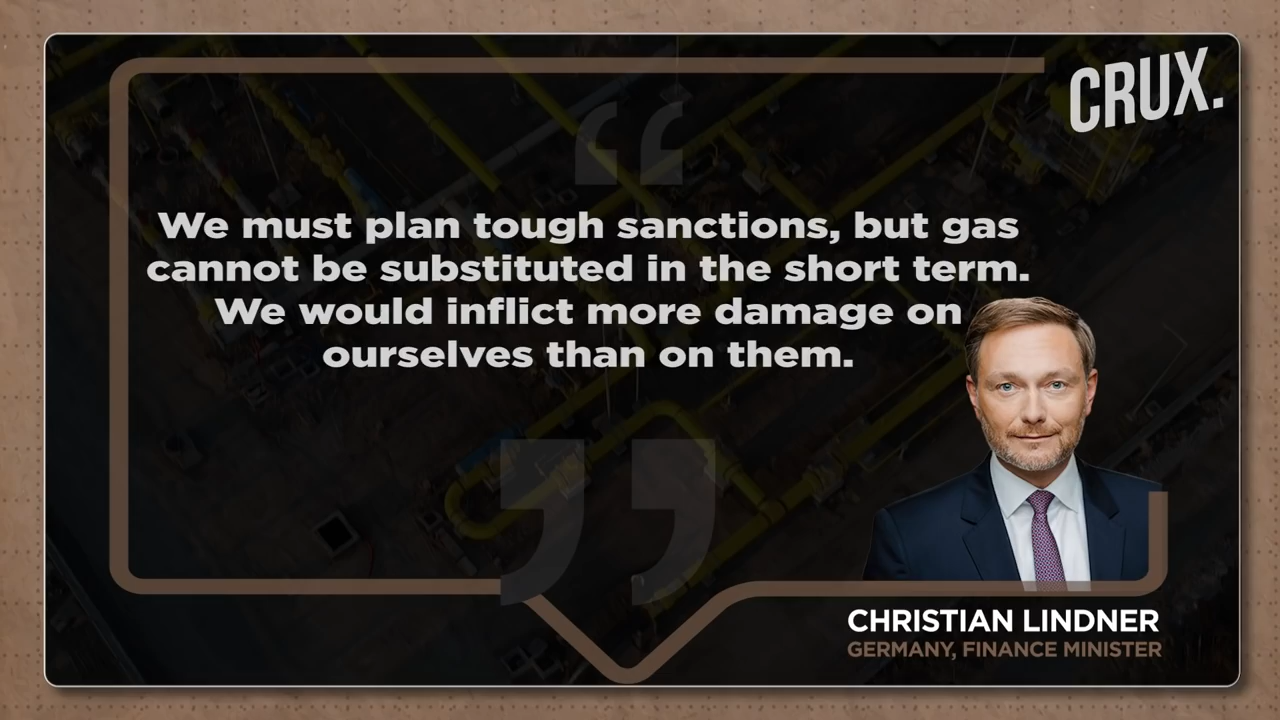 CRUX.
We must plan tough sanctions, but gas
cannot be substituted in the short term.
We would inflict more damage on
ourselves than on them.
CHRISTIAN LINDNER
GERMANY, FINANCE MINISTER